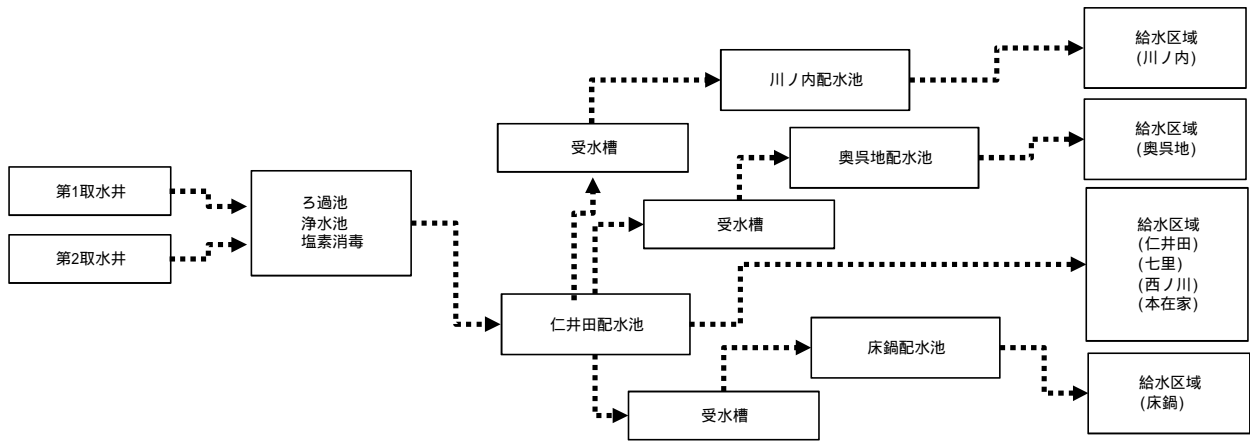 第1取水井
第2取水井
ろ過池
浄水池
塩素消毒
仁井田配水池
受水槽
川ノ内配水池
給水区域
(川ノ内)
受水槽
奥呉地配水池
給水区域
(奥呉地)
給水区域
(仁井田)
(七里)
(西ノ川)
(本在家)
受水槽
床鍋配水池
給水区域
(床鍋)